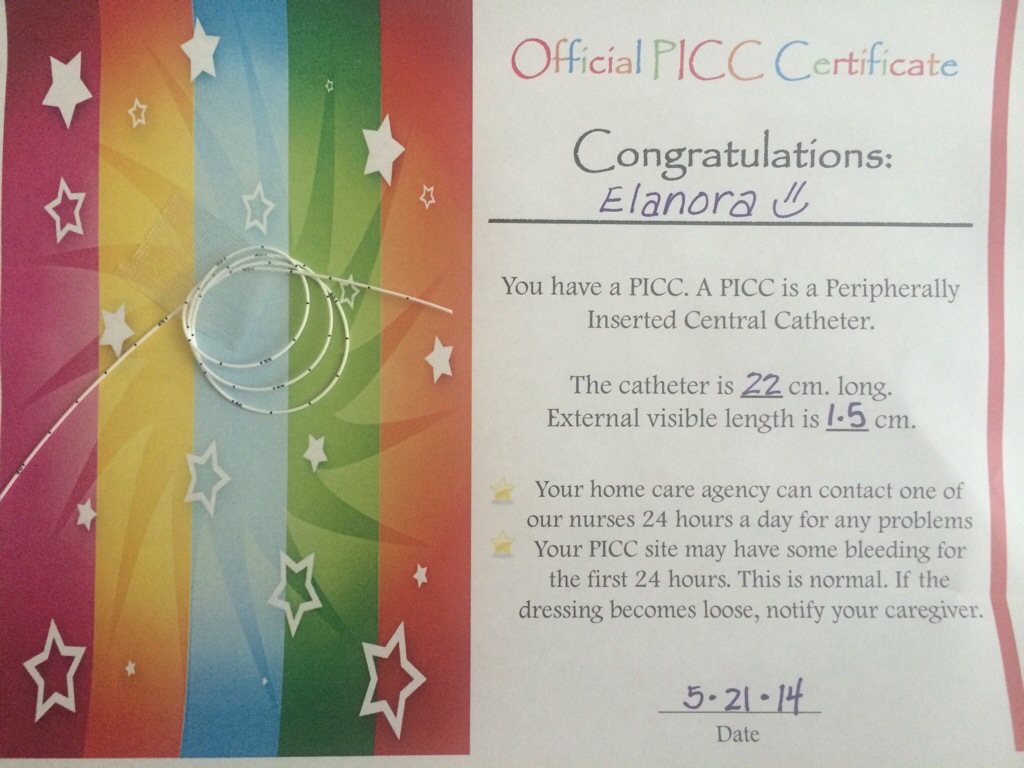 Official PICC Certificate
Congratulations:
Elanora
You have a PICC. A PICC is a Peripherally
Inserted Central Catheter.
The catheter is 22 cm. long.
External visible length is 1.5 cm.
Your home care agency can contact one of
our nurses 24 hours a day for any problems
Your PICC site may have some bleeding for
the first 24 hours. This is normal. If the
dressing becomes loose, notify your caregiver.
5·21·14
Date